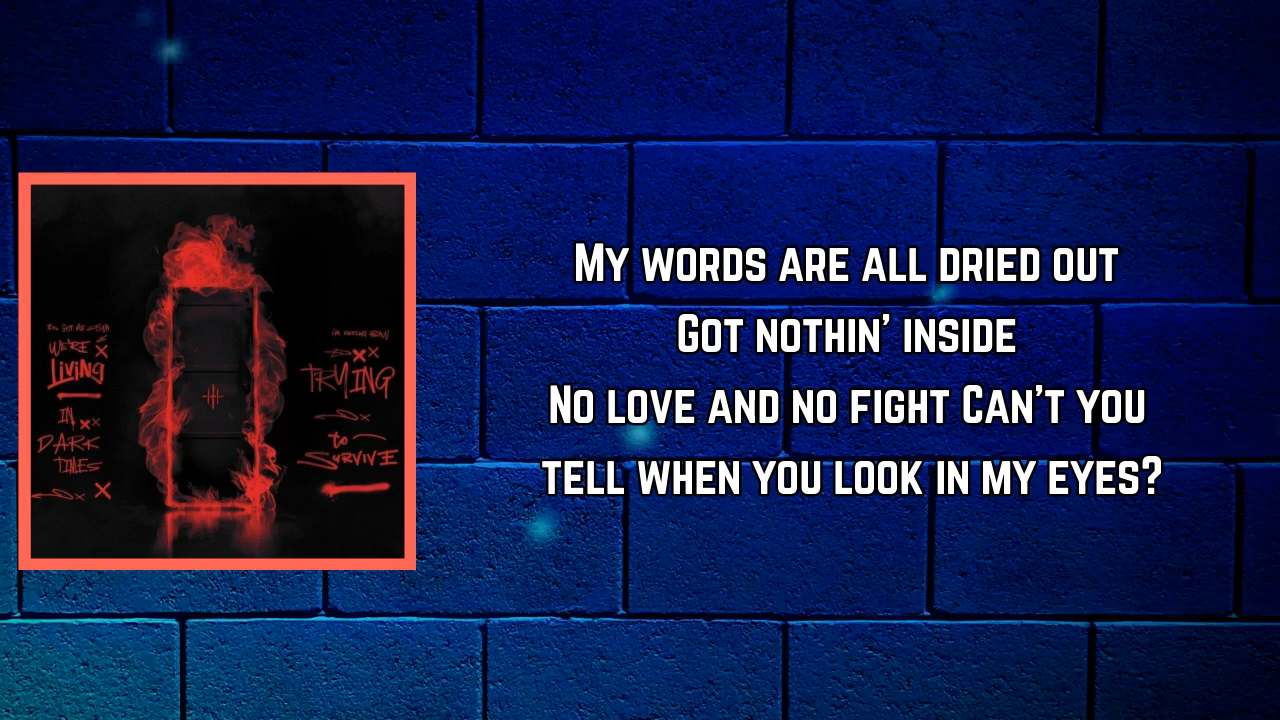 WE'RE
LIVING
IN
DARK
TIMES
TRYING
to
SURVIVE
MY WORDS ARE ALL DRIED OUT
GOT NOTHIN' INSIDE
NO LOVE AND NO FIGHT CAN'T YOU
TELL WHEN YOU LOOK IN MY EYES?